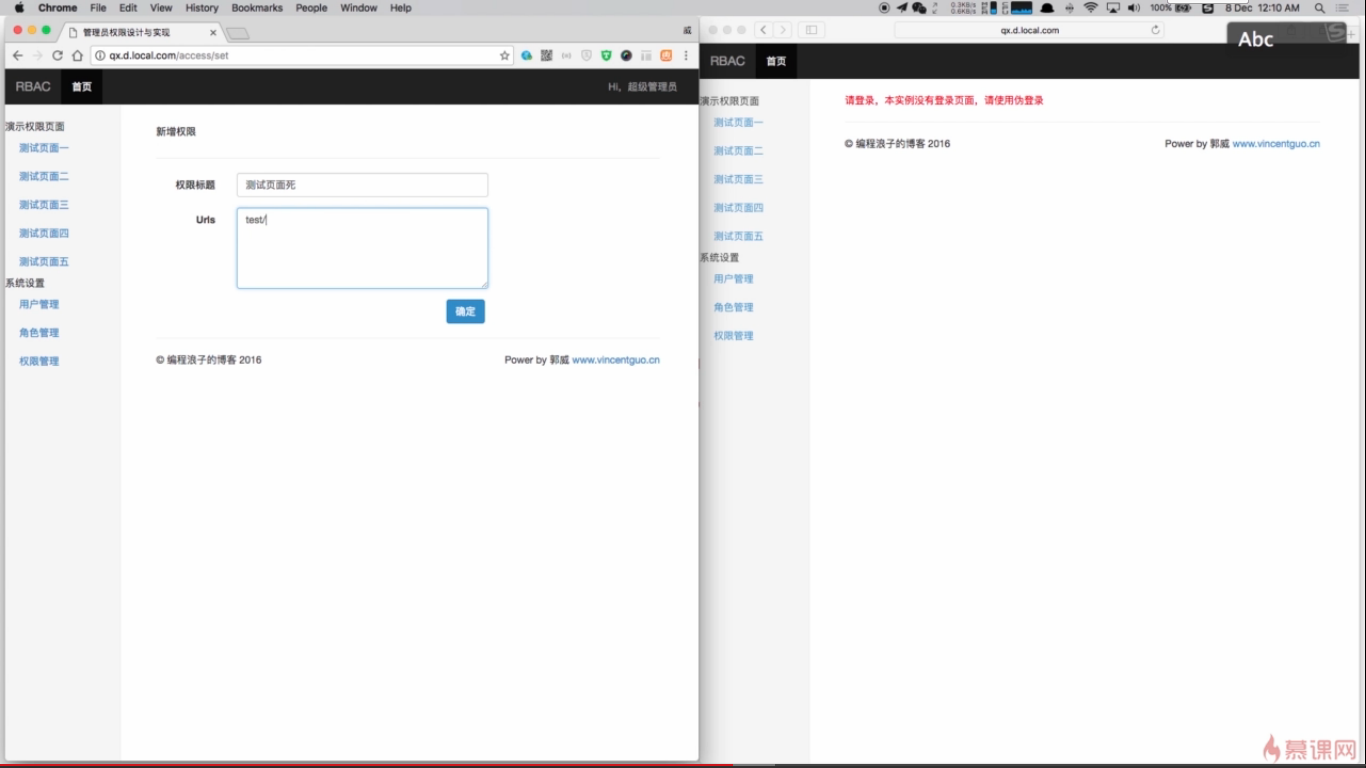 Chrome File Edit View History Bookmarks People Window Help
100%
8 Dec 12:10 AM
管理员权限设计与实现
威
qx.d.local.com/access/set
RBAC 首页
Hi，超级管理员
演示权限页面
测试页面一
测试页面二
测试页面三
测试页面四
测试页面五
系统设置
用户管理
角色管理
权限管理
新增权限
权限标题 测试页面死
Urls test/
确定
© 编程浪子的博客 2016
Power by 郭威 www.vincentguo.cn
qx.d.local.com
Abc
RBAC 首页
演示权限页面
测试页面一
测试页面二
测试页面三
测试页面四
测试页面五
系统设置
用户管理
角色管理
权限管理
请登录，本实例没有登录页面，请使用伪登录
© 编程浪子的博客 2016
Power by 郭威 www.vincentguo.cn
慕课网